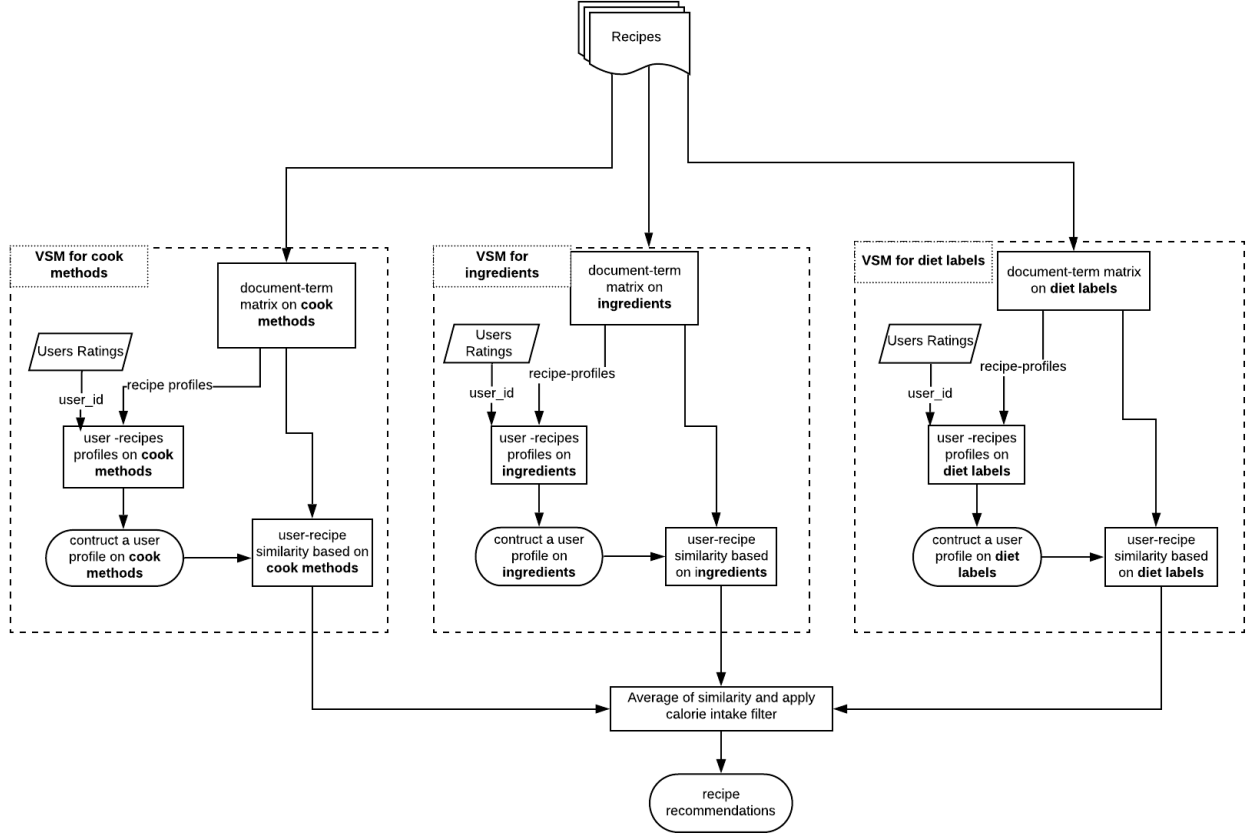 Recipes
VSM for cook
methods
document-term
matrix on cook
methods
Users Ratings
recipe profiles
user_id
user -recipes
profiles on cook
methods
contruct a user
profile on cook
methods
user-recipe
similarity based on
cook methods
VSM for
ingredients
document-term
matrix on
ingredients
Users
Ratings
recipe-profiles
user_id
user -recipes
profiles on
ingredients
contruct a user
profile on
ingredients
user-recipe
similarity based
on ingredients
VSM for diet labels
document-term matrix
on diet labels
Users Ratings
recipe-profiles
user_id
user -recipes
profiles on
diet labels
contruct a user
profile on diet
labels
user-recipe
similarity based
on diet labels
Average of similarity and apply
calorie intake filter
recipe
recommendations